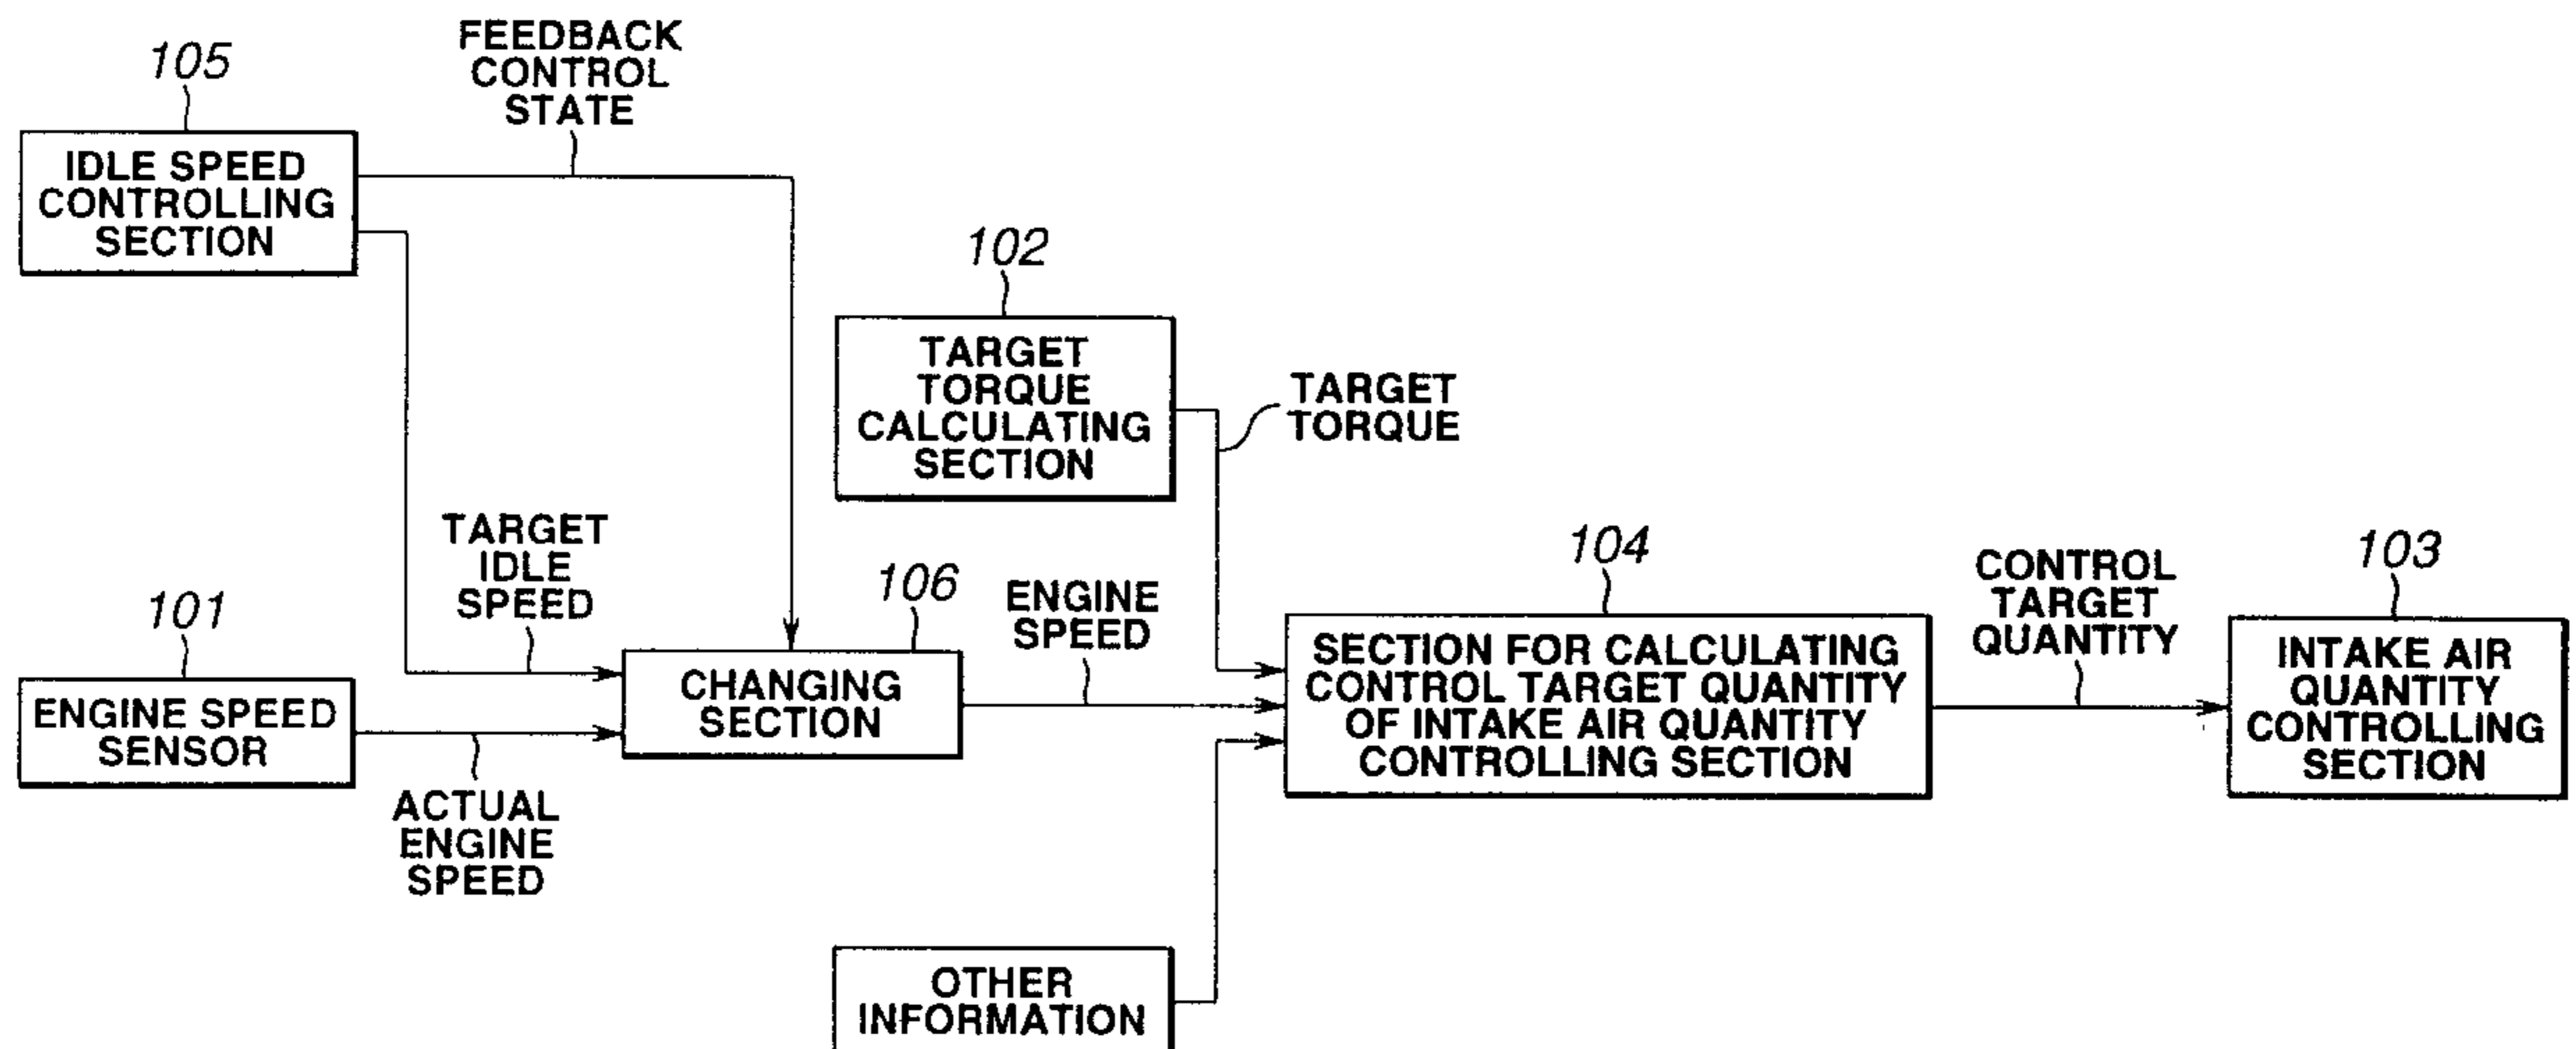 105
FEEDBACK
CONTROL
STATE
IDLE SPEED
CONTROLLING
SECTION
102
TARGET
TORQUE
CALCULATING
SECTION
TARGET
TORQUE
TARGET
IDLE
SPEED
101
ENGINE SPEED
SENSOR
ACTUAL
ENGINE
SPEED
106
CHANGING
SECTION
ENGINE
SPEED
104
SECTION FOR CALCULATING
CONTROL TARGET QUANTITY
OF INTAKE AIR QUANTITY
CONTROLLING SECTION
CONTROL
TARGET
QUANTITY
103
INTAKE AIR
QUANTITY
CONTROLLING
SECTION
OTHER
INFORMATION